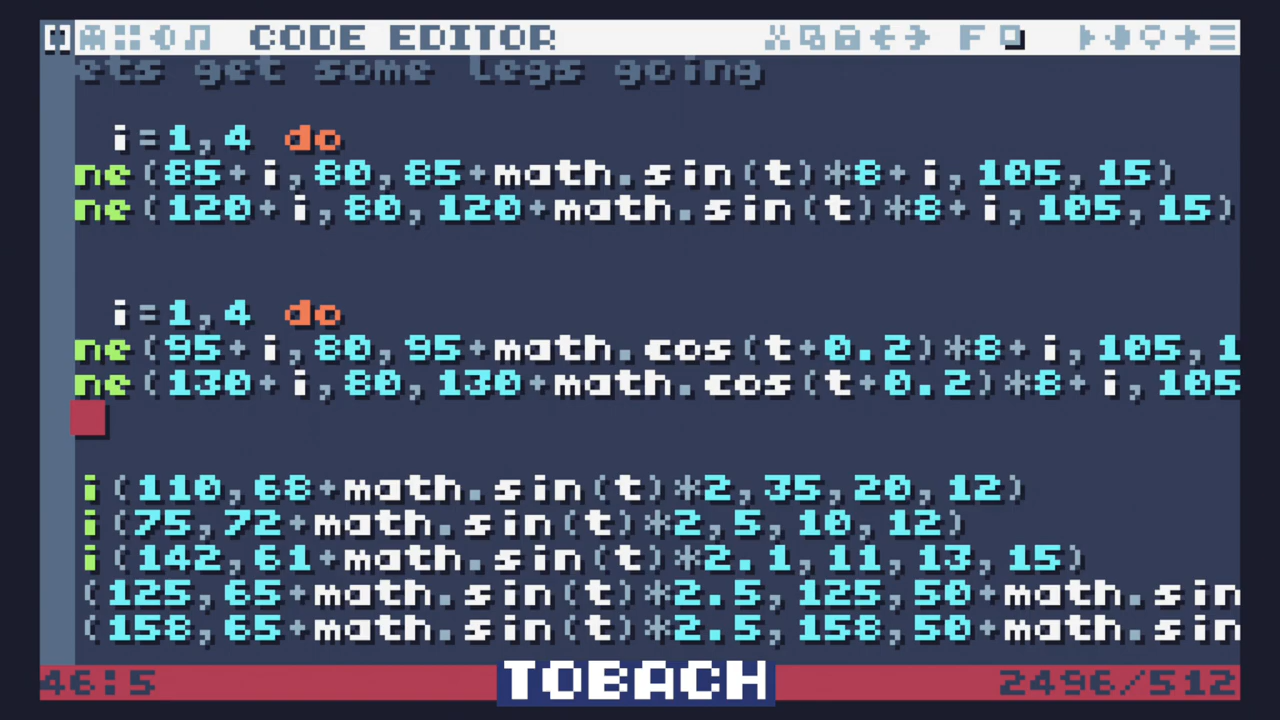 CODE EDITOR
F
ets get some legs going
i=1,4 do
ne(85+i,80,85+math.sin(t)*8+i,105,15)
ne(120+i,80,120+math.sin(t)*8+i,105,15)
i=1,4 do
ne(95+i,80,95+math.cos(t+0.2)*8+i,105,1
ne(130+i,80,130+math.cos(t+0.2)*8+i,105
i(110,68+math.sin(t)*2,35,20,12)
i(75,72+math.sin(t)*2,5,10,12)
i(142,61+math.sin(t)*2.1,11,13,15)
(125,65+math.sin(t)*2.5,125,50+math.sin
(158,65+math.sin(t)*2.5,158,50+math.sin
46:5 TOBACH 2496/512